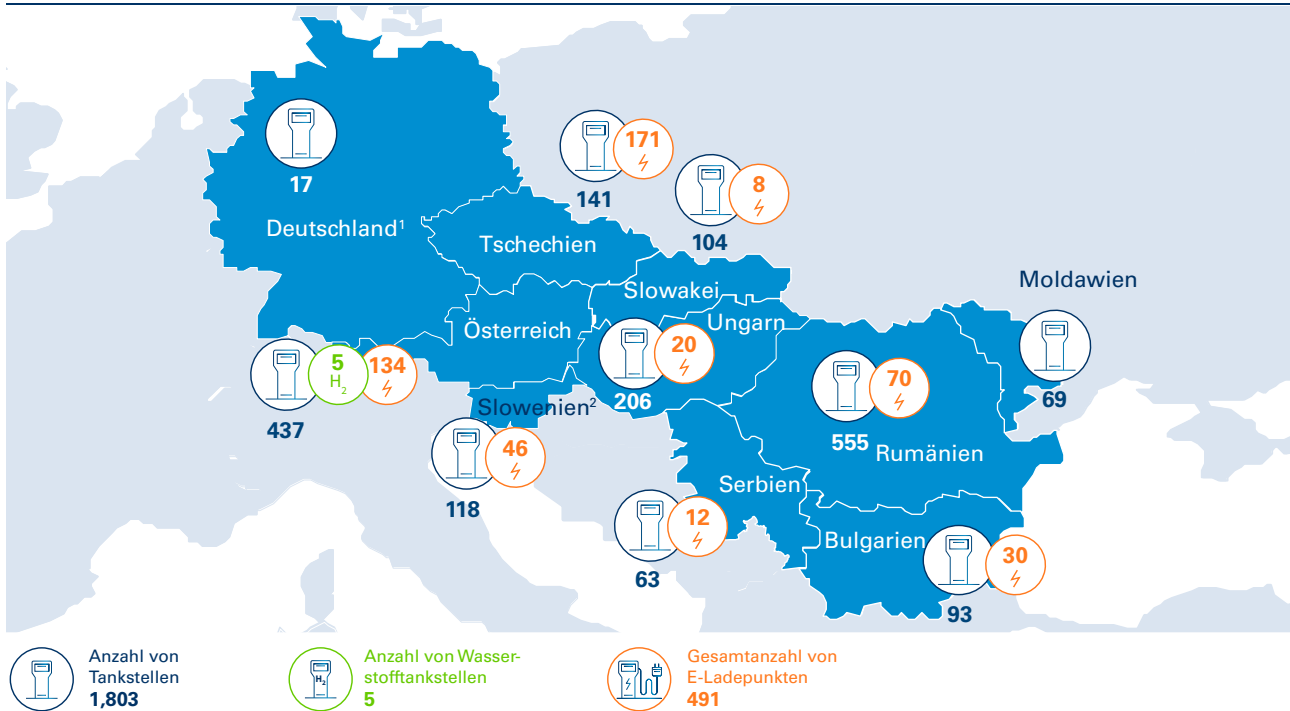 17
Deutschland¹
171
141
8
104
Tschechien
Slowakei
Moldawien
69
Österreich
437
5
H₂
134
Ungarn
206
20
Slowenien²
118
46
70
555
Rumänien
Serbien
63
12
Bulgarien
93
30
Anzahl von
Tankstellen
1,803
H₂
Anzahl von Wasser-
stofftankstellen
5
Gesamtanzahl von
E-Ladepunkten
491